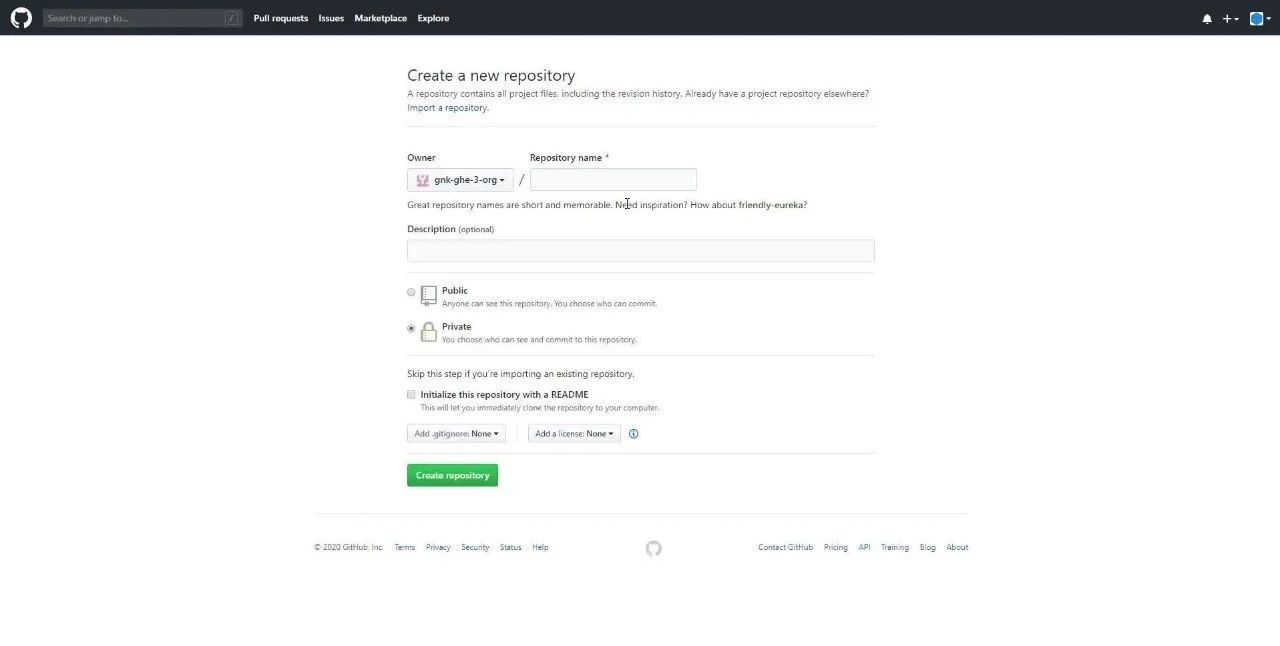 Search or jump to... /
Pull requests Issues Marketplace Explore
Create a new repository
A repository contains all project files, including the revision history. Already have a project repository elsewhere?
Import a repository.
Owner Repository name *
gnk-ghe-3-org /
Great repository names are short and memorable. Need inspiration? How about friendly-eureka?
Description (optional)
Public
Anyone can see this repository. You choose who can commit.
Private
You choose who can see and commit to this repository.
Skip this step if you're importing an existing repository.
Initialize this repository with a README
This will let you immediately clone the repository to your computer.
Add .gitignore: None Add a license: None
Create repository
© 2020 GitHub, Inc. Terms Privacy Security Status Help Contact GitHub Pricing API Training Blog About